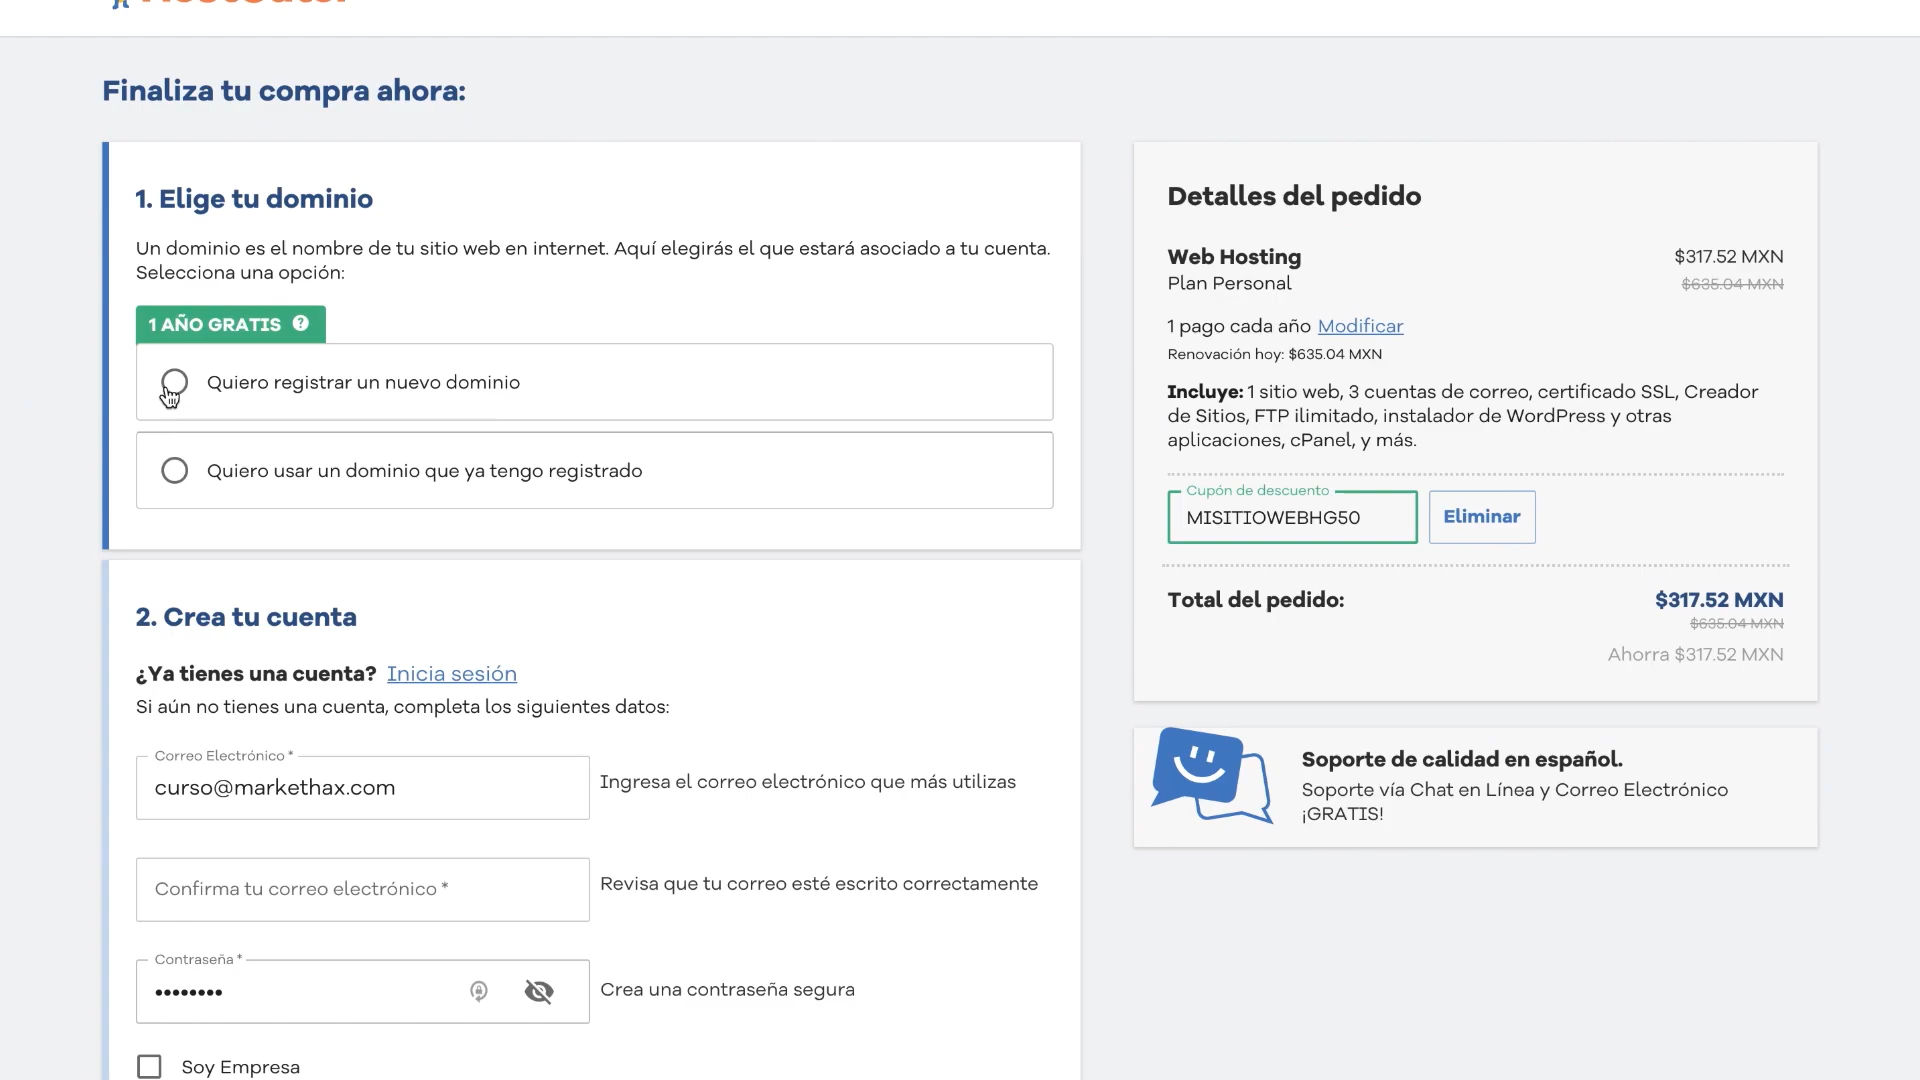 Finaliza tu compra ahora:
1. Elige tu dominio
Un dominio es el nombre de tu sitio web en internet. Aquí elegirás el que estará asociado a tu cuenta.
Selecciona una opción:
1 AÑO GRATIS ?
Quiero registrar un nuevo dominio
Quiero usar un dominio que ya tengo registrado
2. Crea tu cuenta
¿Ya tienes una cuenta? Inicia sesión
Si aún no tienes una cuenta, completa los siguientes datos:
Correo Electrónico *
curso@markethax.com
Ingresa el correo electrónico que más utilizas
Confirma tu correo electrónico *
Revisa que tu correo esté escrito correctamente
Contraseña *
••••••••
Crea una contraseña segura
Soy Empresa
Detalles del pedido
Web Hosting $317.52 MXN
Plan Personal $635.04 MXN
1 pago cada año Modificar
Renovación hoy: $635.04 MXN
Incluye: 1 sitio web, 3 cuentas de correo, certificado SSL, Creador
de Sitios, FTP ilimitado, instalador de WordPress y otras
aplicaciones, cPanel, y más.
Cupón de descuento
MISITIOWEBHG50 Eliminar
Total del pedido: $317.52 MXN
$635.04 MXN
Ahorra $317.52 MXN
Soporte de calidad en español.
Soporte vía Chat en Línea y Correo Electrónico
¡GRATIS!